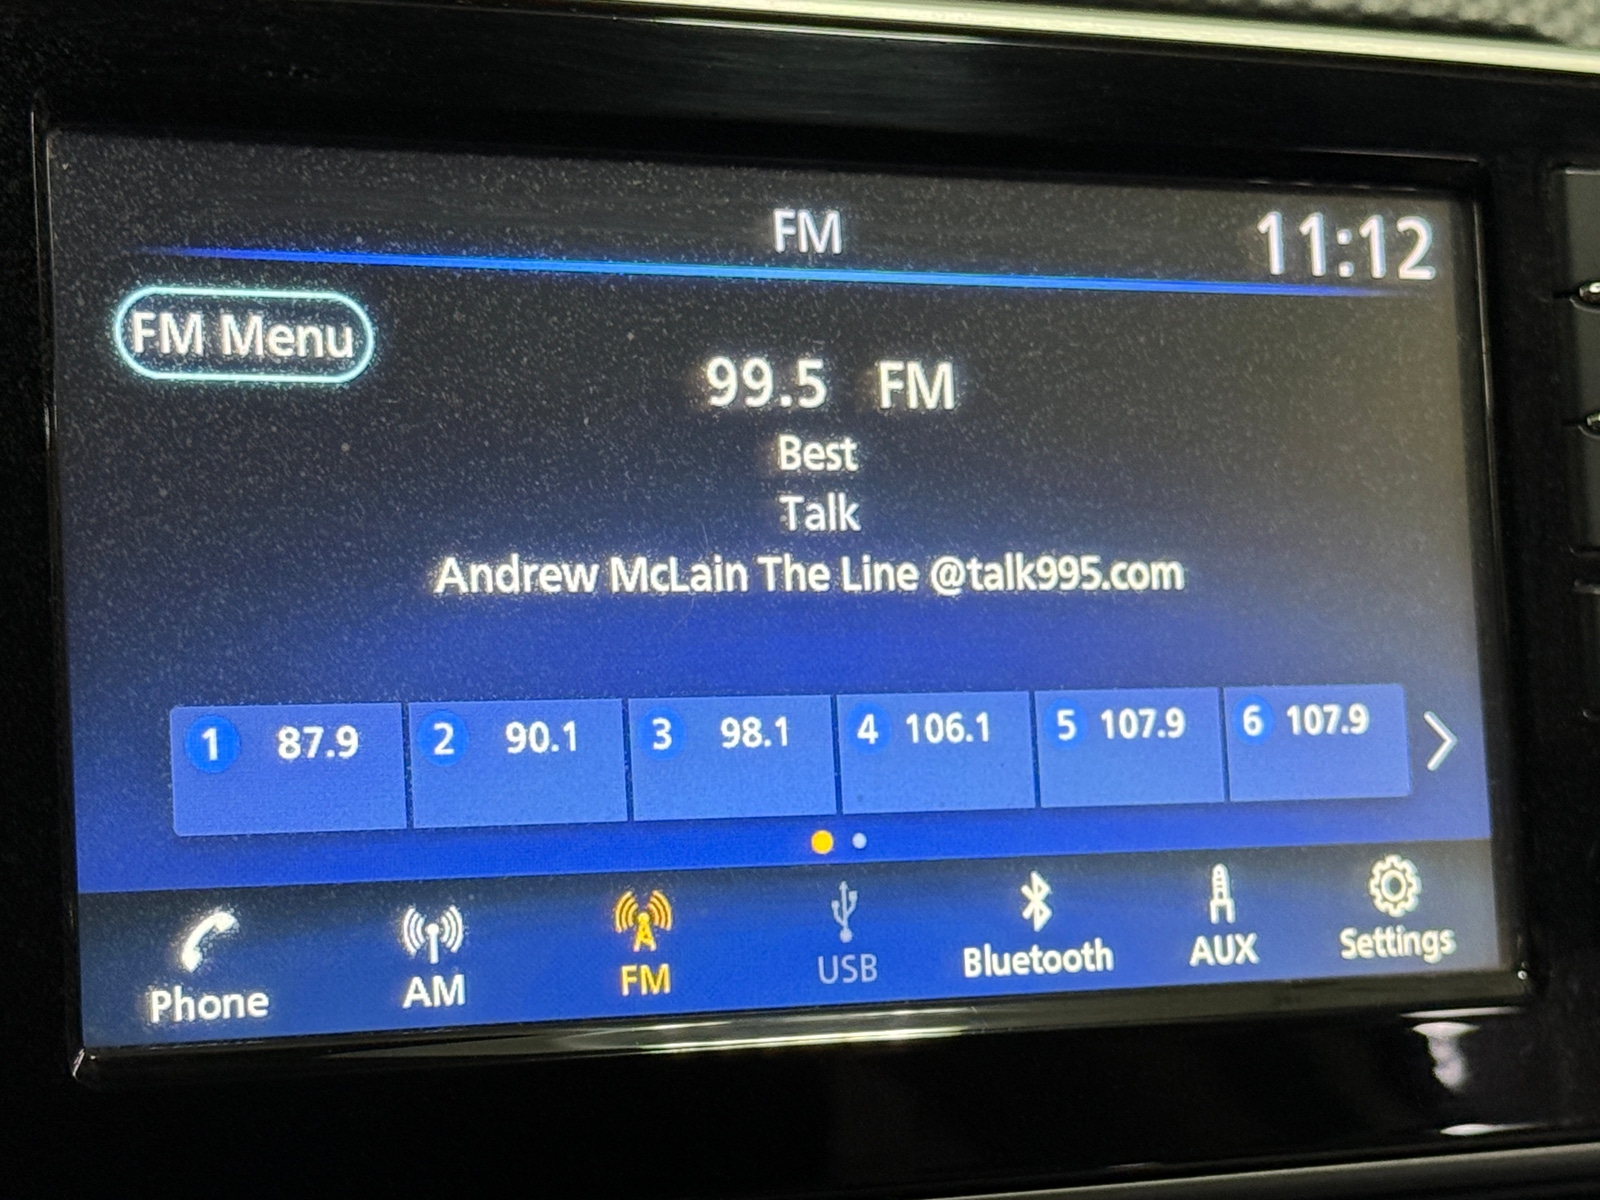 FM
11:12
FM Menu
99.5 FM
Best
Talk
Andrew McLain The Line @talk995.com
1 87.9 2 90.1 3 98.1 4 106.1 5 107.9 6 107.9
Phone AM FM USB Bluetooth AUX Settings